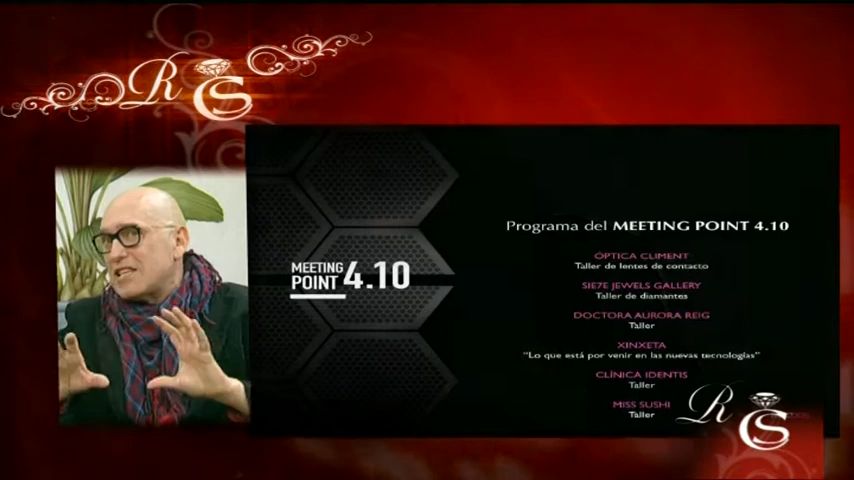 R
CS
MEETING
POINT 4.10
Programa del MEETING POINT 4.10
ÓPTICA CLIMENT
Taller de lentes de contacto
SIE7E JEWELS GALLERY
Taller de diamantes
DOCTORA AURORA REIG
Taller
XINXETA
"Lo que está por venir en las nuevas tecnologías"
CLÍNICA IDENTIS
Taller
MISS SUSHI
Taller
R
CS